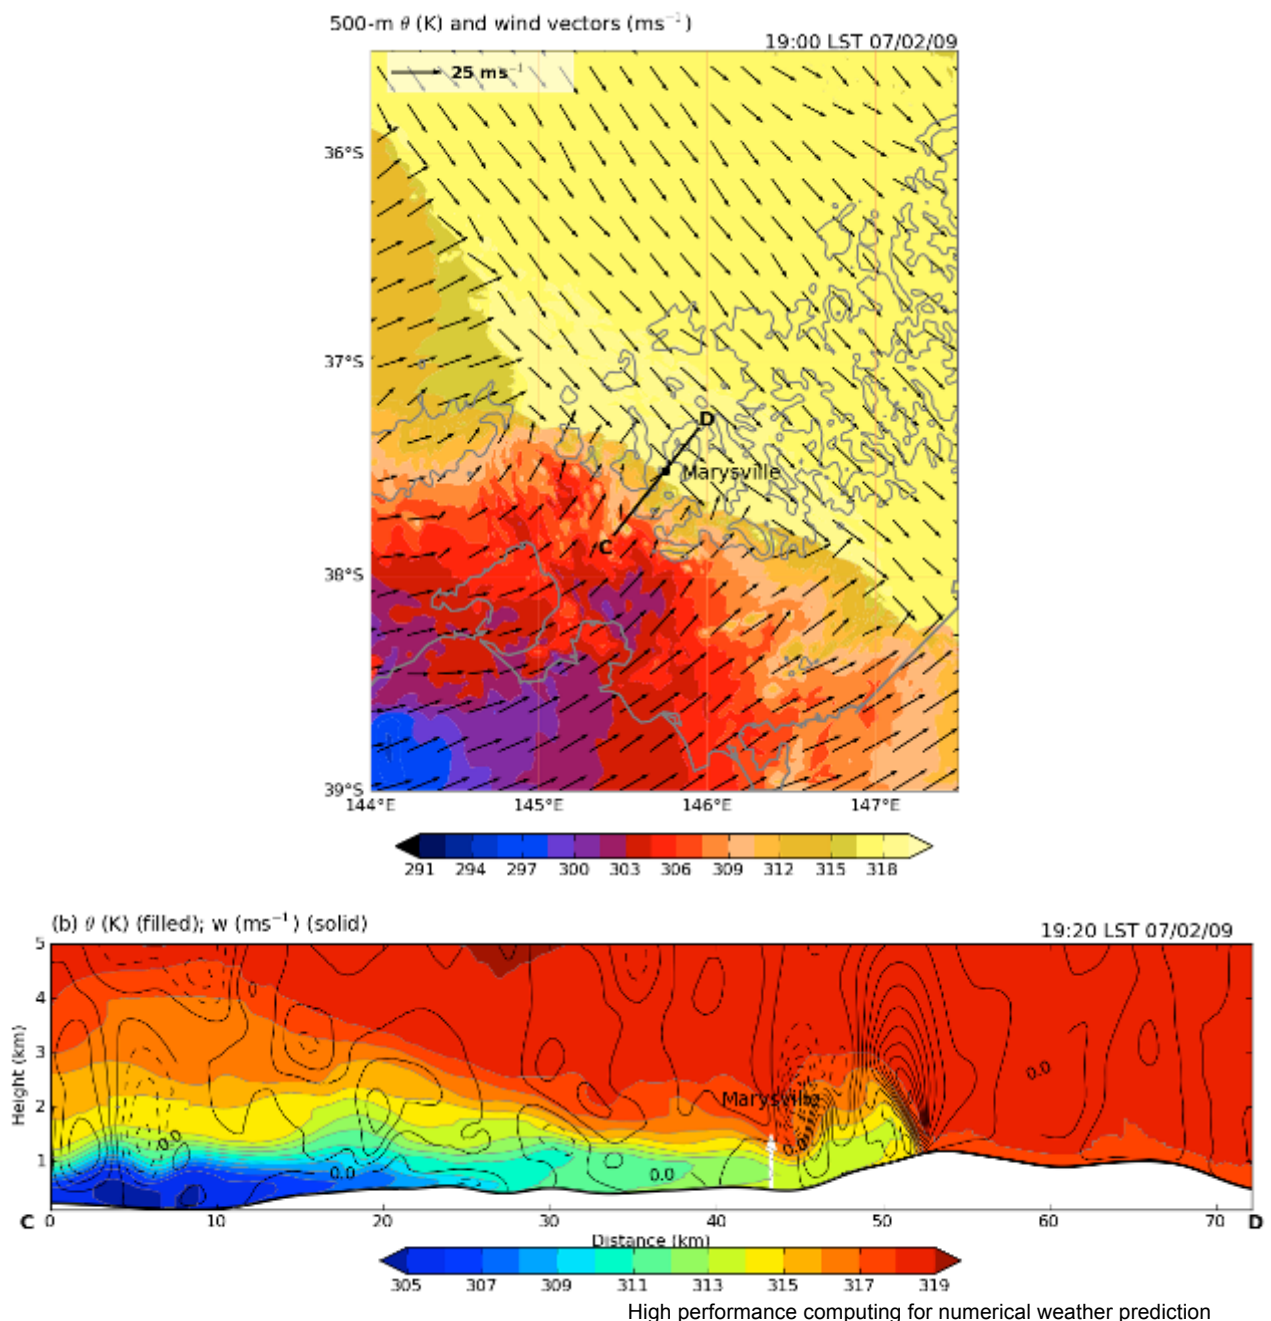 500-m θ (K) and wind vectors (ms⁻¹)
19:00 LST 07/02/09
25 ms⁻¹
36°S
37°S
D
Marysville
C
38°S
39°S
144°E 145°E 146°E 147°E
291 294 297 300 303 306 309 312 315 318
(b) θ (K) (filled); w (ms⁻¹) (solid)
19:20 LST 07/02/09
5
4
3
2
1
Height (km)
0.0
Marysville
0.0
0.0
0.0
0.0
C 0 10 20 30 40 50 60 70 D
Distance (km)
305 307 309 311 313 315 317 319
High performance computing for numerical weather prediction